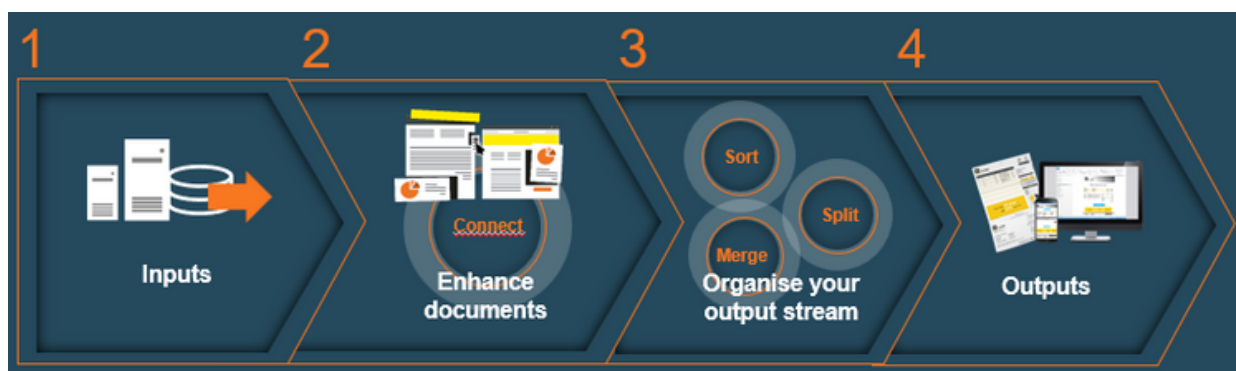 1
2
3
4
Inputs
Connect
Enhance
documents
Sort
Split
Merge
Organise your
output stream
Outputs